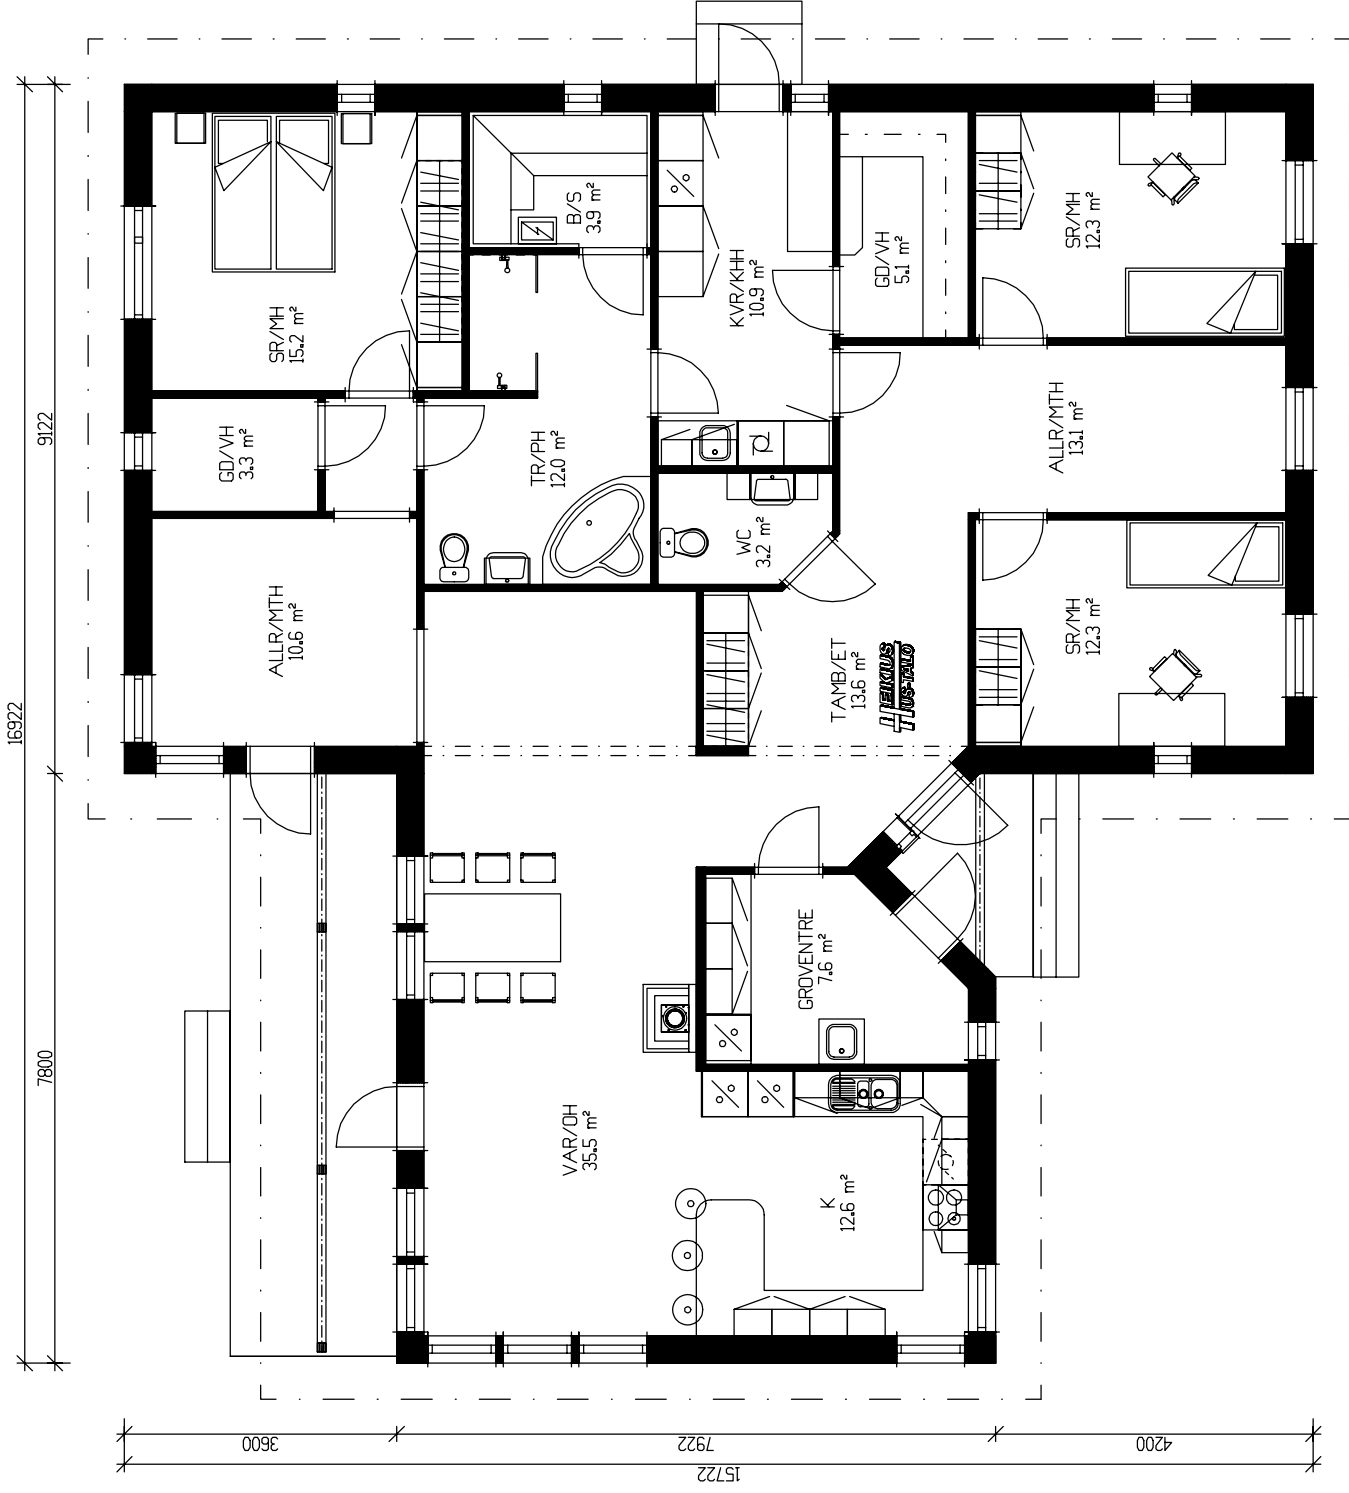 SR/MH
15.2 m²
B/S
3.9 m²
KVR/KHH
10.9 m²
GD/VH
5.1 m²
SR/MH
12.3 m²
GD/VH
3.3 m²
TR/PH
12.0 m²
ALLR/MTH
13.1 m²
WC
3.2 m²
ALLR/MTH
10.6 m²
TAMB/ET
13.6 m²
HEIKIUS
HUS-TALO
SR/MH
12.3 m²
GROVENTRE
7.6 m²
VAR/OH
35.5 m²
K
12.6 m²
16922
9122
7800
3600
7922
4200
15722